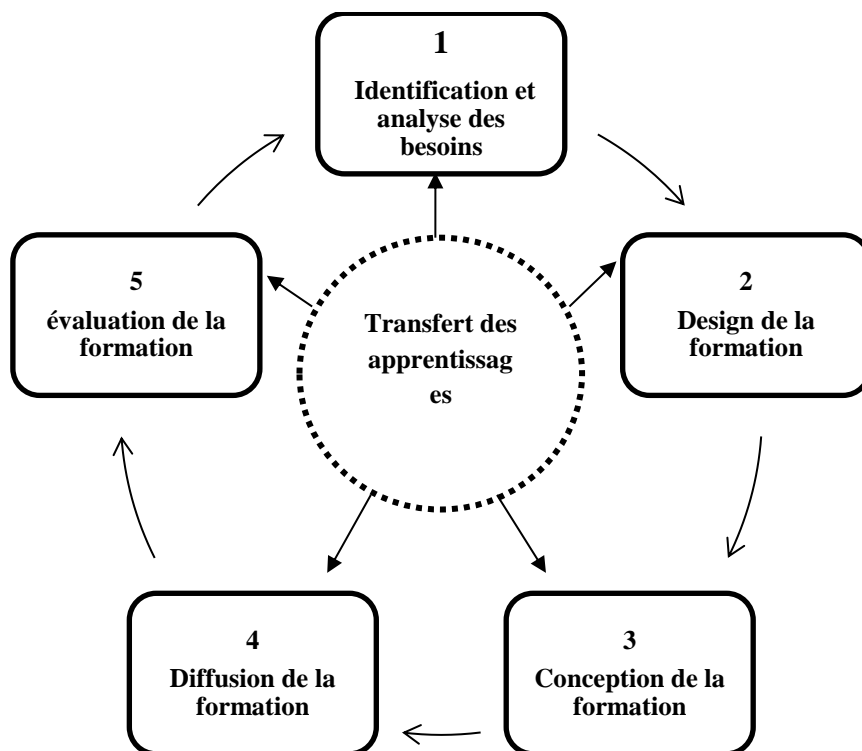 1
Identification et
analyse des
besoins
2
Design de la
formation
3
Conception de la
formation
4
Diffusion de la
formation
5
évaluation de la
formation
Transfert des
apprentissag
es